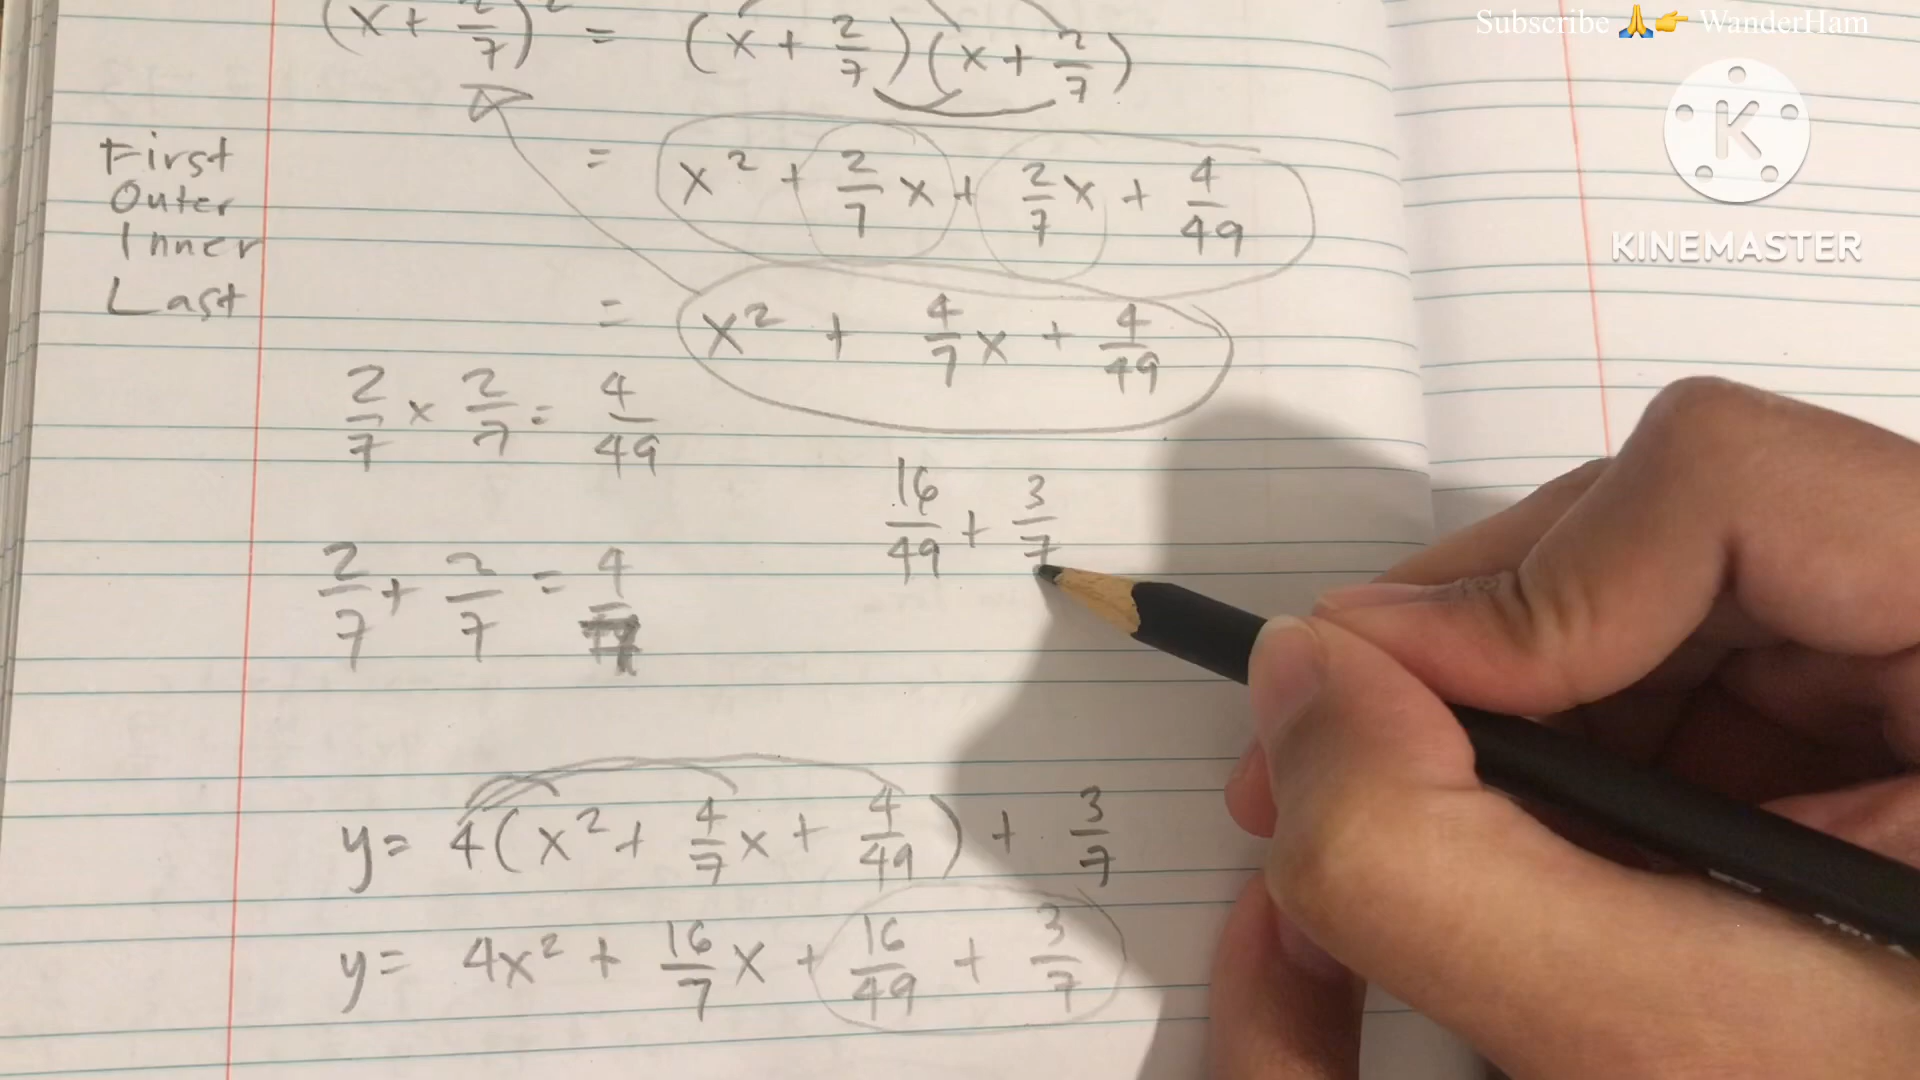 Subscribe 🙏👉 WanderHam
KINEMASTER
(x + 2/7)² = (x + 2/7)(x + 2/7)
= x² + 2/7 x + 2/7 x + 4/49
= x² + 4/7 x + 4/49
First
Outer
Inner
Last
2/7 × 2/7 = 4/49
16/49 + 3/7
2/7 + 2/7 = 4/7
y = 4(x² + 4/7 x + 4/49) + 3/7
y = 4x² + 16/7 x + 16/49 + 3/7